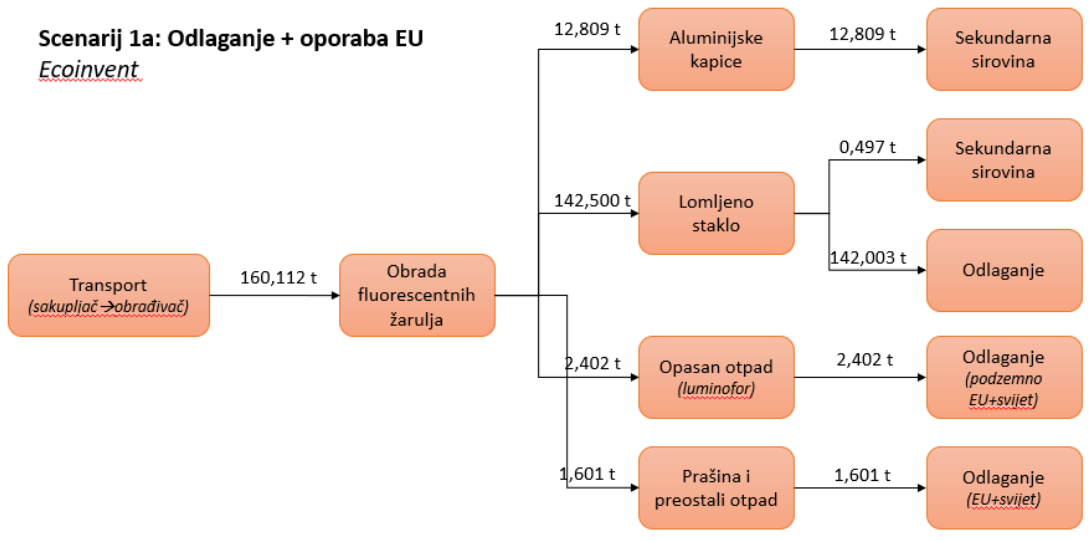 Scenarij 1a: Odlaganje + oporaba EU
Ecoinvent
Transport
(sakupljač→obrađivač)
160,112 t
Obrada
fluorescentnih
žarulja
12,809 t
Aluminijske
kapice
12,809 t
Sekundarna
sirovina
142,500 t
Lomljeno
staklo
0,497 t
Sekundarna
sirovina
142,003 t
Odlaganje
2,402 t
Opasan otpad
(luminofor)
2,402 t
Odlaganje
(podzemno
EU+svijet)
1,601 t
Prašina i
preostali otpad
1,601 t
Odlaganje
(EU+svijet)